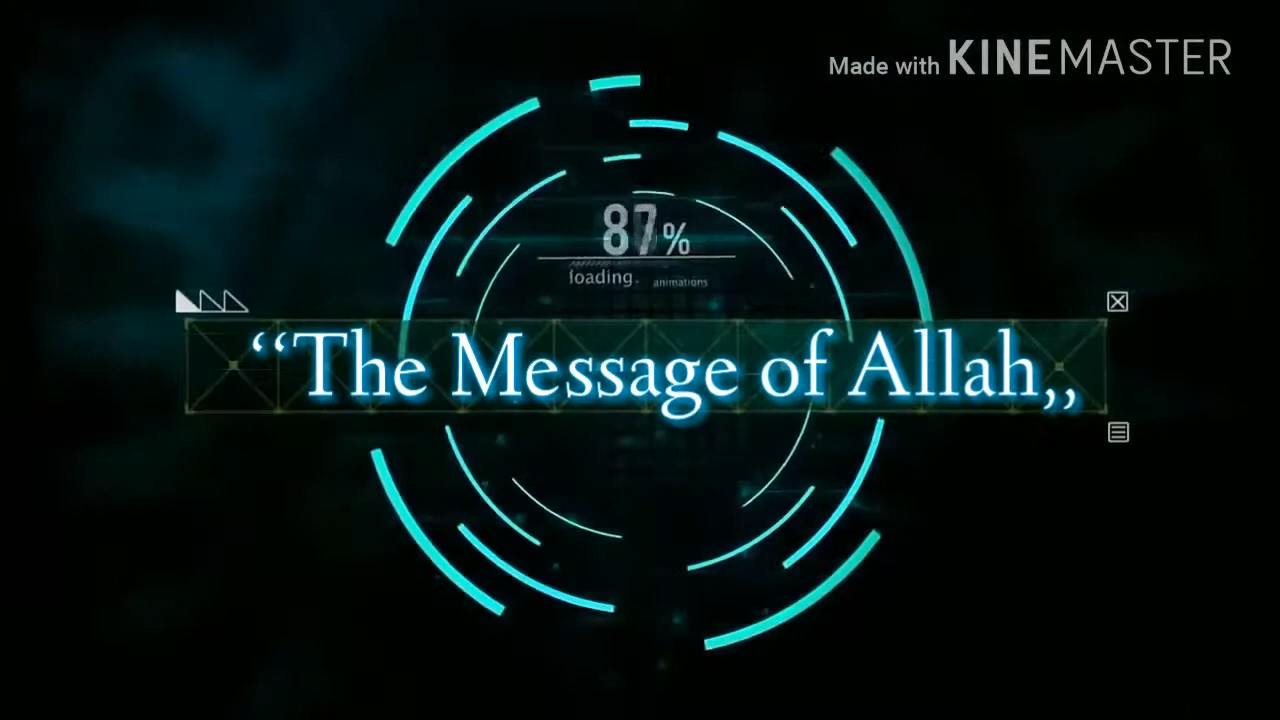 Made with KINEMASTER
87%
loading. animations
“The Message of Allah,,